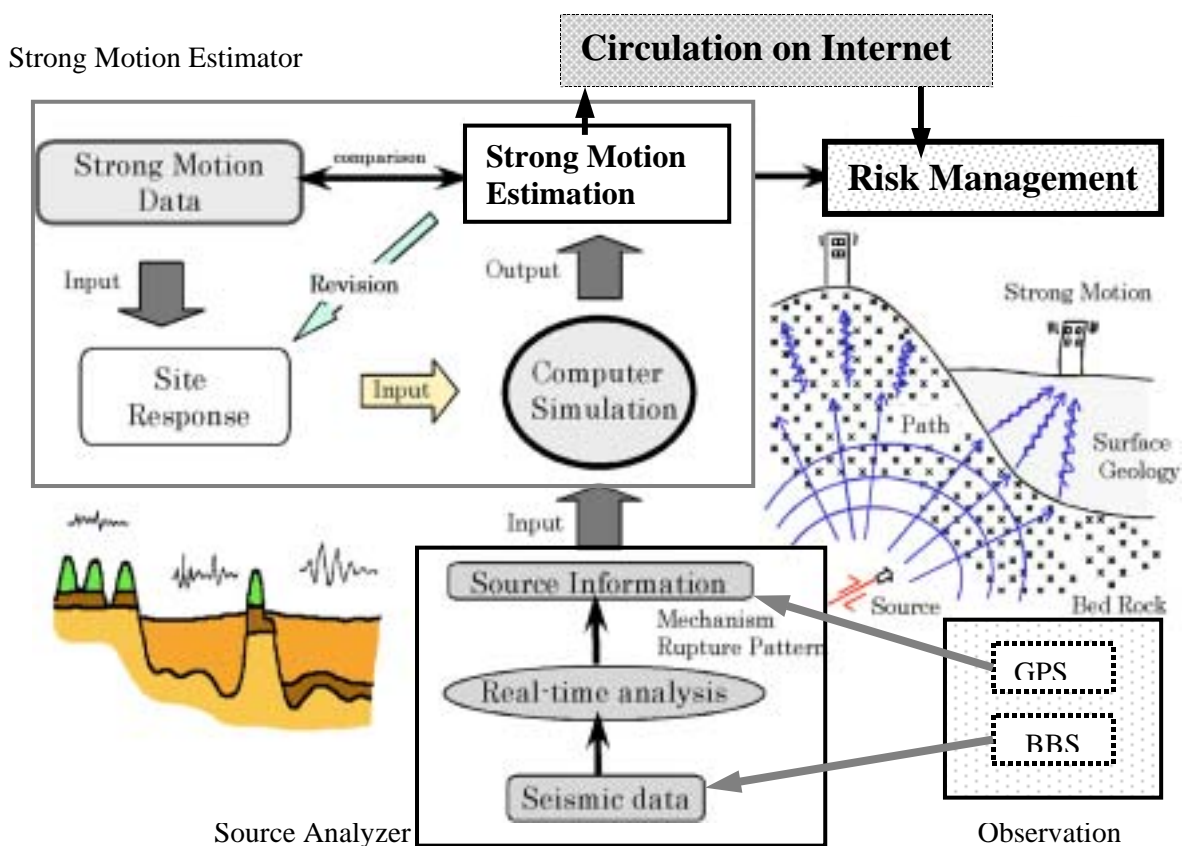 Circulation on Internet
Strong Motion Estimator
Strong Motion
Data
comparison
Strong Motion
Estimation
Risk Management
Input
Revision
Output
Strong Motion
Site
Response
Input
Computer
Simulation
Path
Surface
Geology
Input
Source Information
Source
Bed Rock
Mechanism
Rupture Pattern
GPS
Real-time analysis
BBS
Seismic data
Source Analyzer
Observation